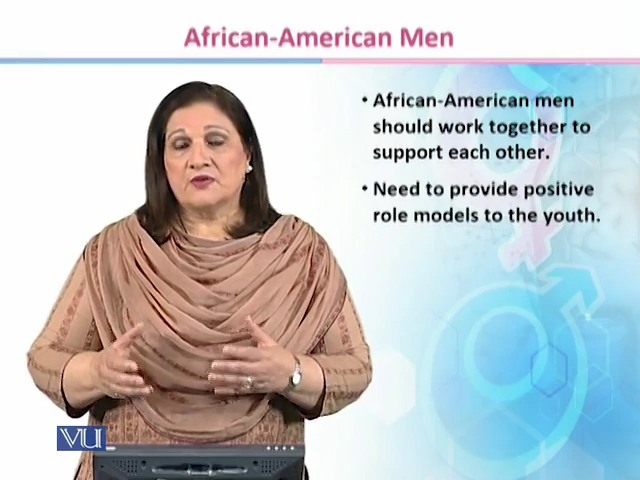 African-American Men
• African-American men
should work together to
support each other.
• Need to provide positive
role models to the youth.
VU